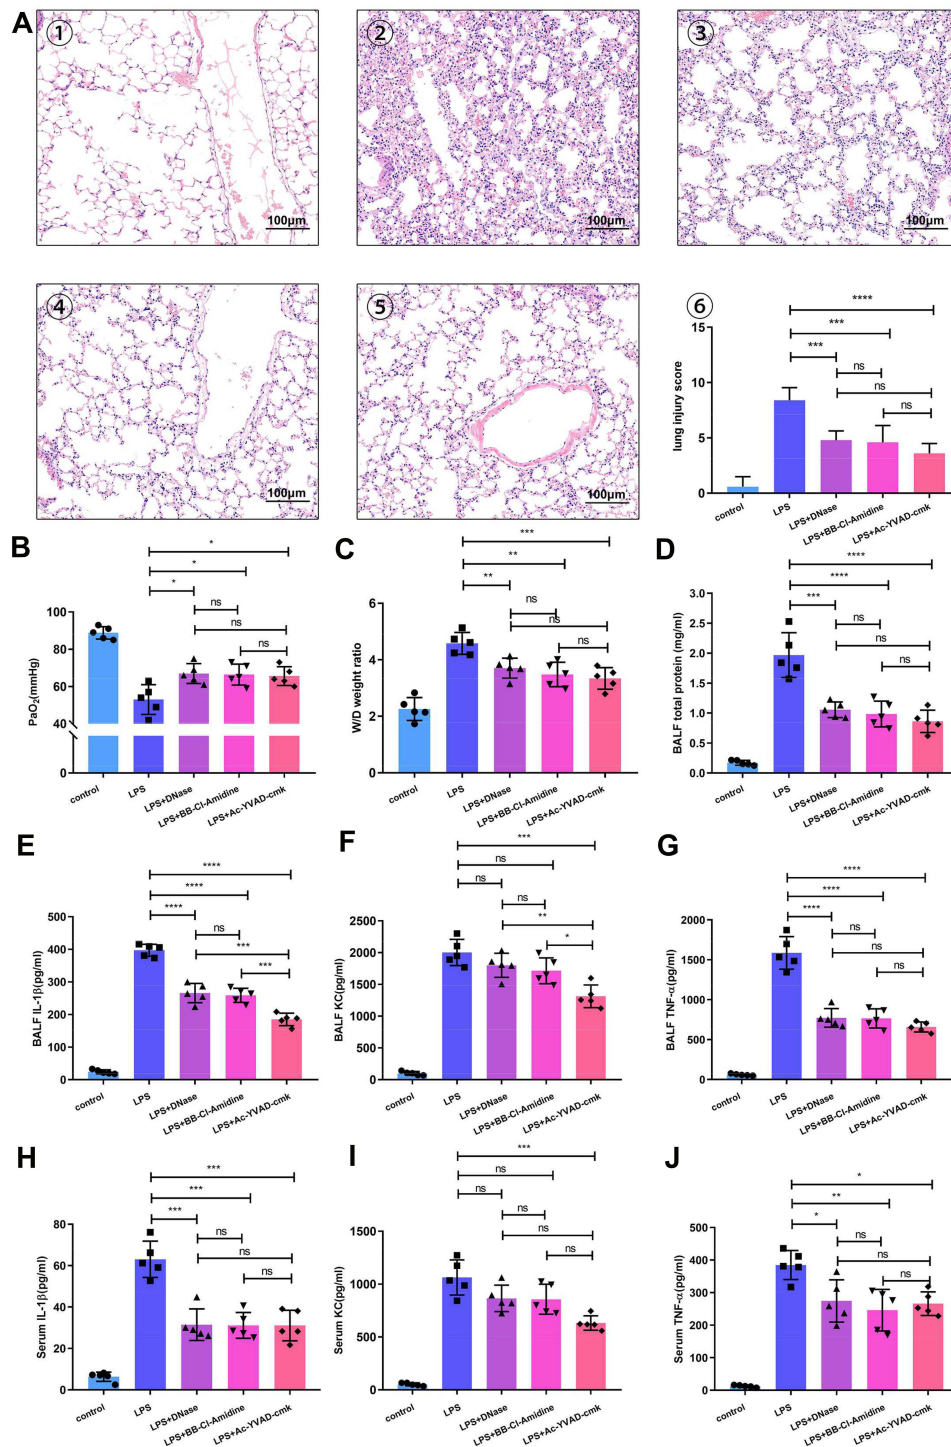 A
1
100μm
2
100μm
3
100μm
4
100μm
5
100μm
6
****
***
***
ns
ns
ns
lung injury score
15
10
5
0
control
LPS
LPS+DNase
LPS+BB-Cl-Amidine
LPS+Ac-YVAD-cmk
B
*
*
*
ns
ns
ns
PaO2(mmHg)
100
80
60
40
0
control
LPS
LPS+DNase
LPS+BB-Cl-Amidine
LPS+Ac-YVAD-cmk
C
***
**
**
ns
ns
ns
W/D weight ratio
6
4
2
0
control
LPS
LPS+DNase
LPS+BB-Cl-Amidine
LPS+Ac-YVAD-cmk
D
****
****
***
ns
ns
ns
BALF total protein (mg/ml)
3.0
2.5
2.0
1.5
1.0
0.5
0.0
control
LPS
LPS+DNase
LPS+BB-Cl-Amidine
LPS+Ac-YVAD-cmk
E
****
****
****
ns
***
***
BALF IL-1β(pg/ml)
500
400
300
200
100
0
control
LPS
LPS+DNase
LPS+BB-Cl-Amidine
LPS+Ac-YVAD-cmk
F
***
ns
ns
ns
**
*
BALF KC(pg/ml)
2500
2000
1500
1000
500
0
control
LPS
LPS+DNase
LPS+BB-Cl-Amidine
LPS+Ac-YVAD-cmk
G
****
****
****
ns
ns
ns
BALF TNF-α(pg/ml)
2000
1500
1000
500
0
control
LPS
LPS+DNase
LPS+BB-Cl-Amidine
LPS+Ac-YVAD-cmk
H
***
***
***
ns
ns
ns
Serum IL-1β(pg/ml)
80
60
40
20
0
control
LPS
LPS+DNase
LPS+BB-Cl-Amidine
LPS+Ac-YVAD-cmk
I
***
ns
ns
ns
ns
ns
Serum KC(pg/ml)
1500
1000
500
0
control
LPS
LPS+DNase
LPS+BB-Cl-Amidine
LPS+Ac-YVAD-cmk
J
*
**
*
ns
ns
ns
Serum TNF-α(pg/ml)
500
400
300
200
100
0
control
LPS
LPS+DNase
LPS+BB-Cl-Amidine
LPS+Ac-YVAD-cmk